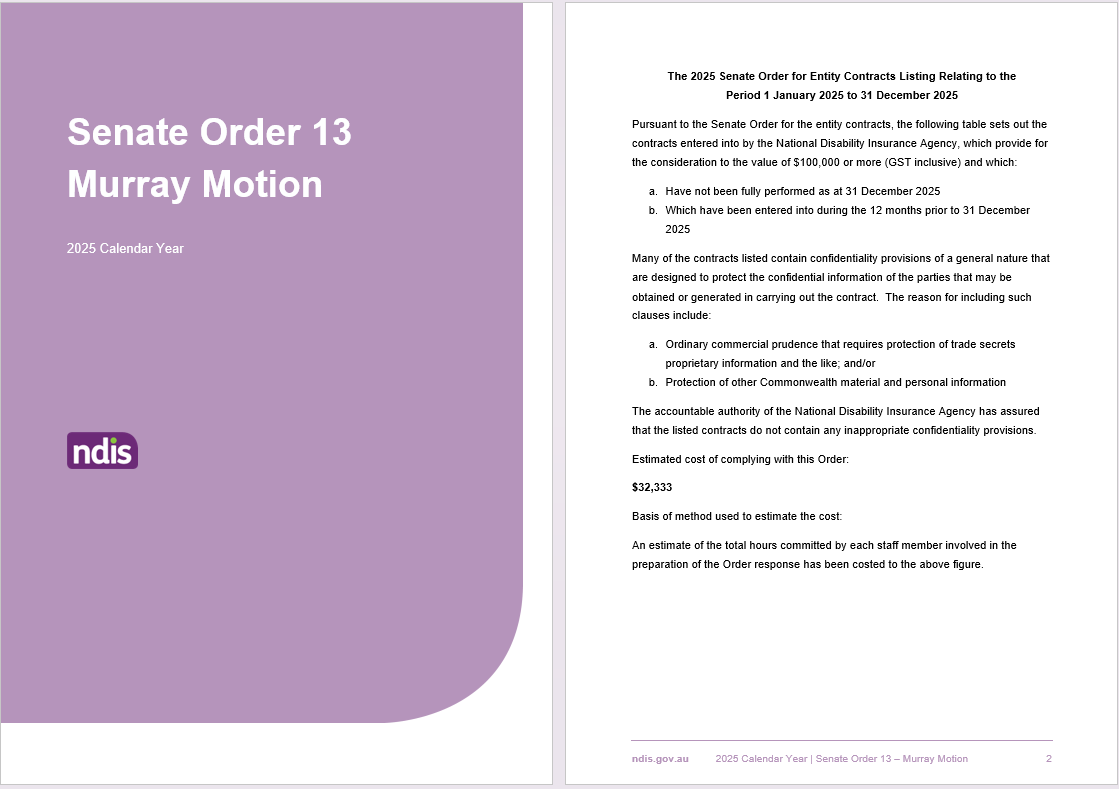 Senate Order 13
Murray Motion
2025 Calendar Year
ndis
The 2025 Senate Order for Entity Contracts Listing Relating to the
Period 1 January 2025 to 31 December 2025
Pursuant to the Senate Order for the entity contracts, the following table sets out the
contracts entered into by the National Disability Insurance Agency, which provide for
the consideration to the value of $100,000 or more (GST inclusive) and which:
a. Have not been fully performed as at 31 December 2025
b. Which have been entered into during the 12 months prior to 31 December
2025
Many of the contracts listed contain confidentiality provisions of a general nature that
are designed to protect the confidential information of the parties that may be
obtained or generated in carrying out the contract.  The reason for including such
clauses include:
a. Ordinary commercial prudence that requires protection of trade secrets
proprietary information and the like; and/or
b. Protection of other Commonwealth material and personal information
The accountable authority of the National Disability Insurance Agency has assured
that the listed contracts do not contain any inappropriate confidentiality provisions.
Estimated cost of complying with this Order:
$32,333
Basis of method used to estimate the cost:
An estimate of the total hours committed by each staff member involved in the
preparation of the Order response has been costed to the above figure.
ndis.gov.au 2025 Calendar Year | Senate Order 13 – Murray Motion 2